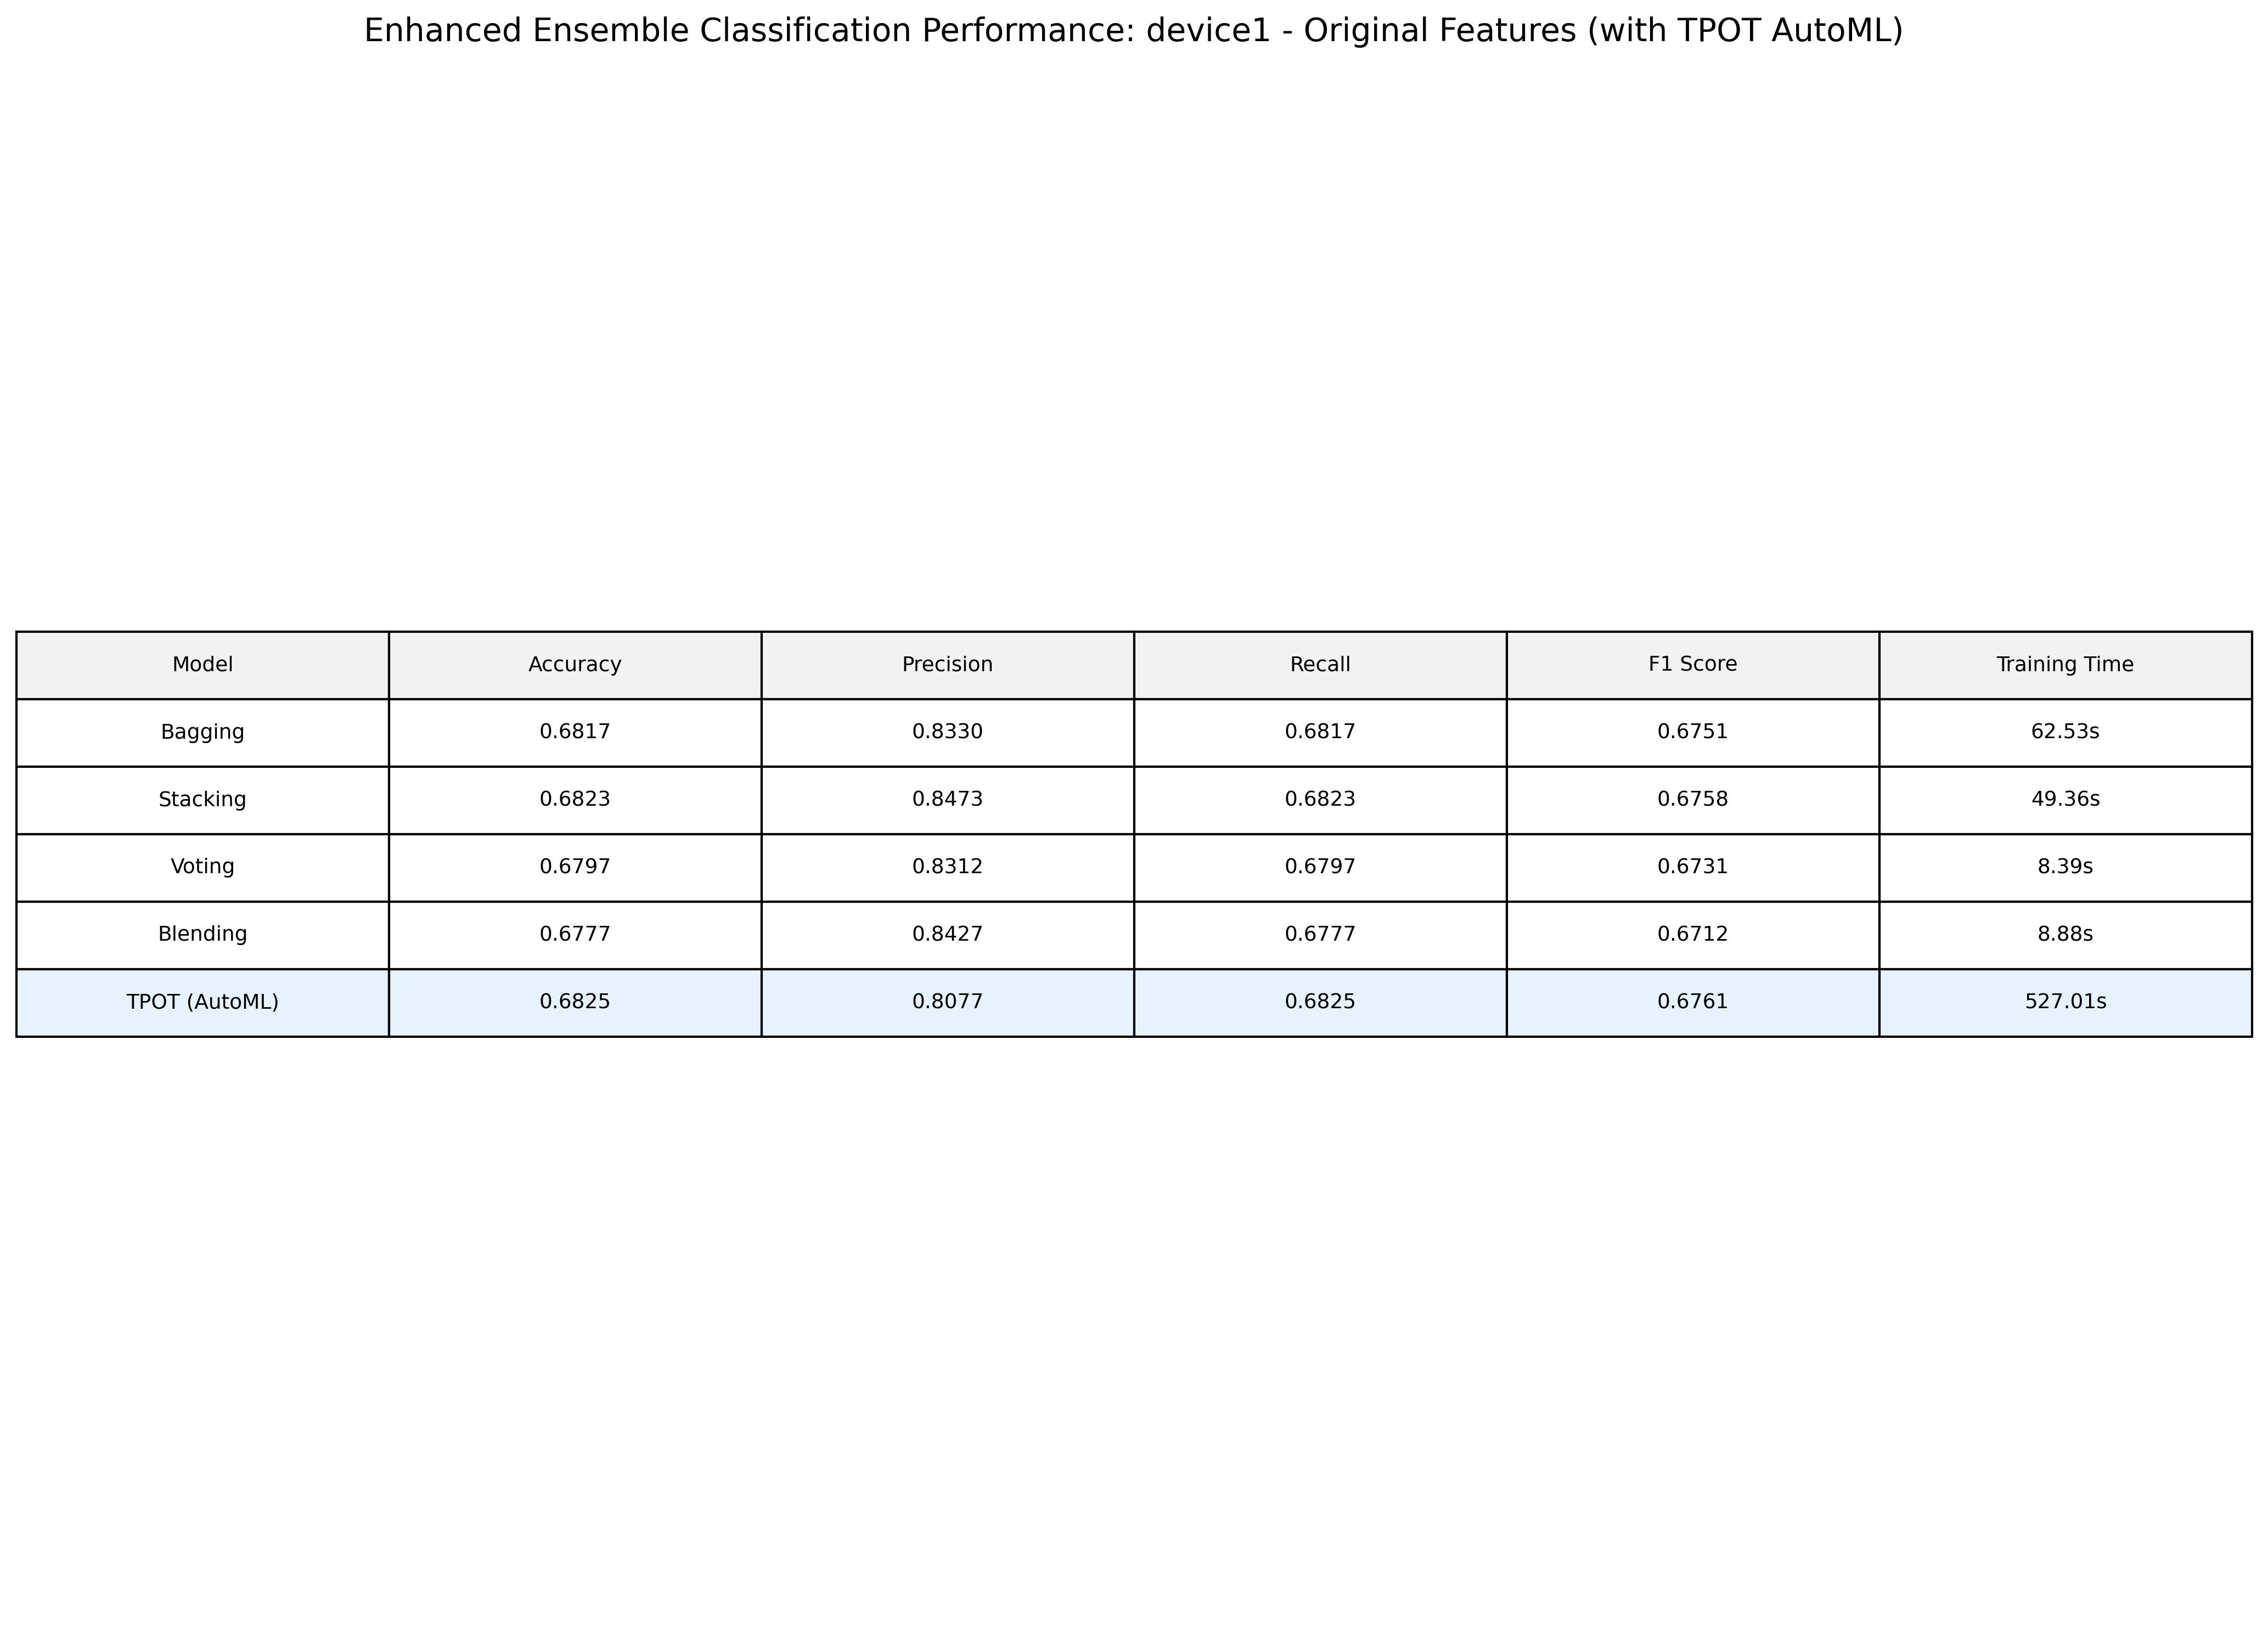 Enhanced Ensemble Classification Performance: device1 - Original Features (with TPOT AutoML)
Model Accuracy Precision Recall F1 Score Training Time
Bagging 0.6817 0.8330 0.6817 0.6751 62.53s
Stacking 0.6823 0.8473 0.6823 0.6758 49.36s
Voting 0.6797 0.8312 0.6797 0.6731 8.39s
Blending 0.6777 0.8427 0.6777 0.6712 8.88s
TPOT (AutoML) 0.6825 0.8077 0.6825 0.6761 527.01s